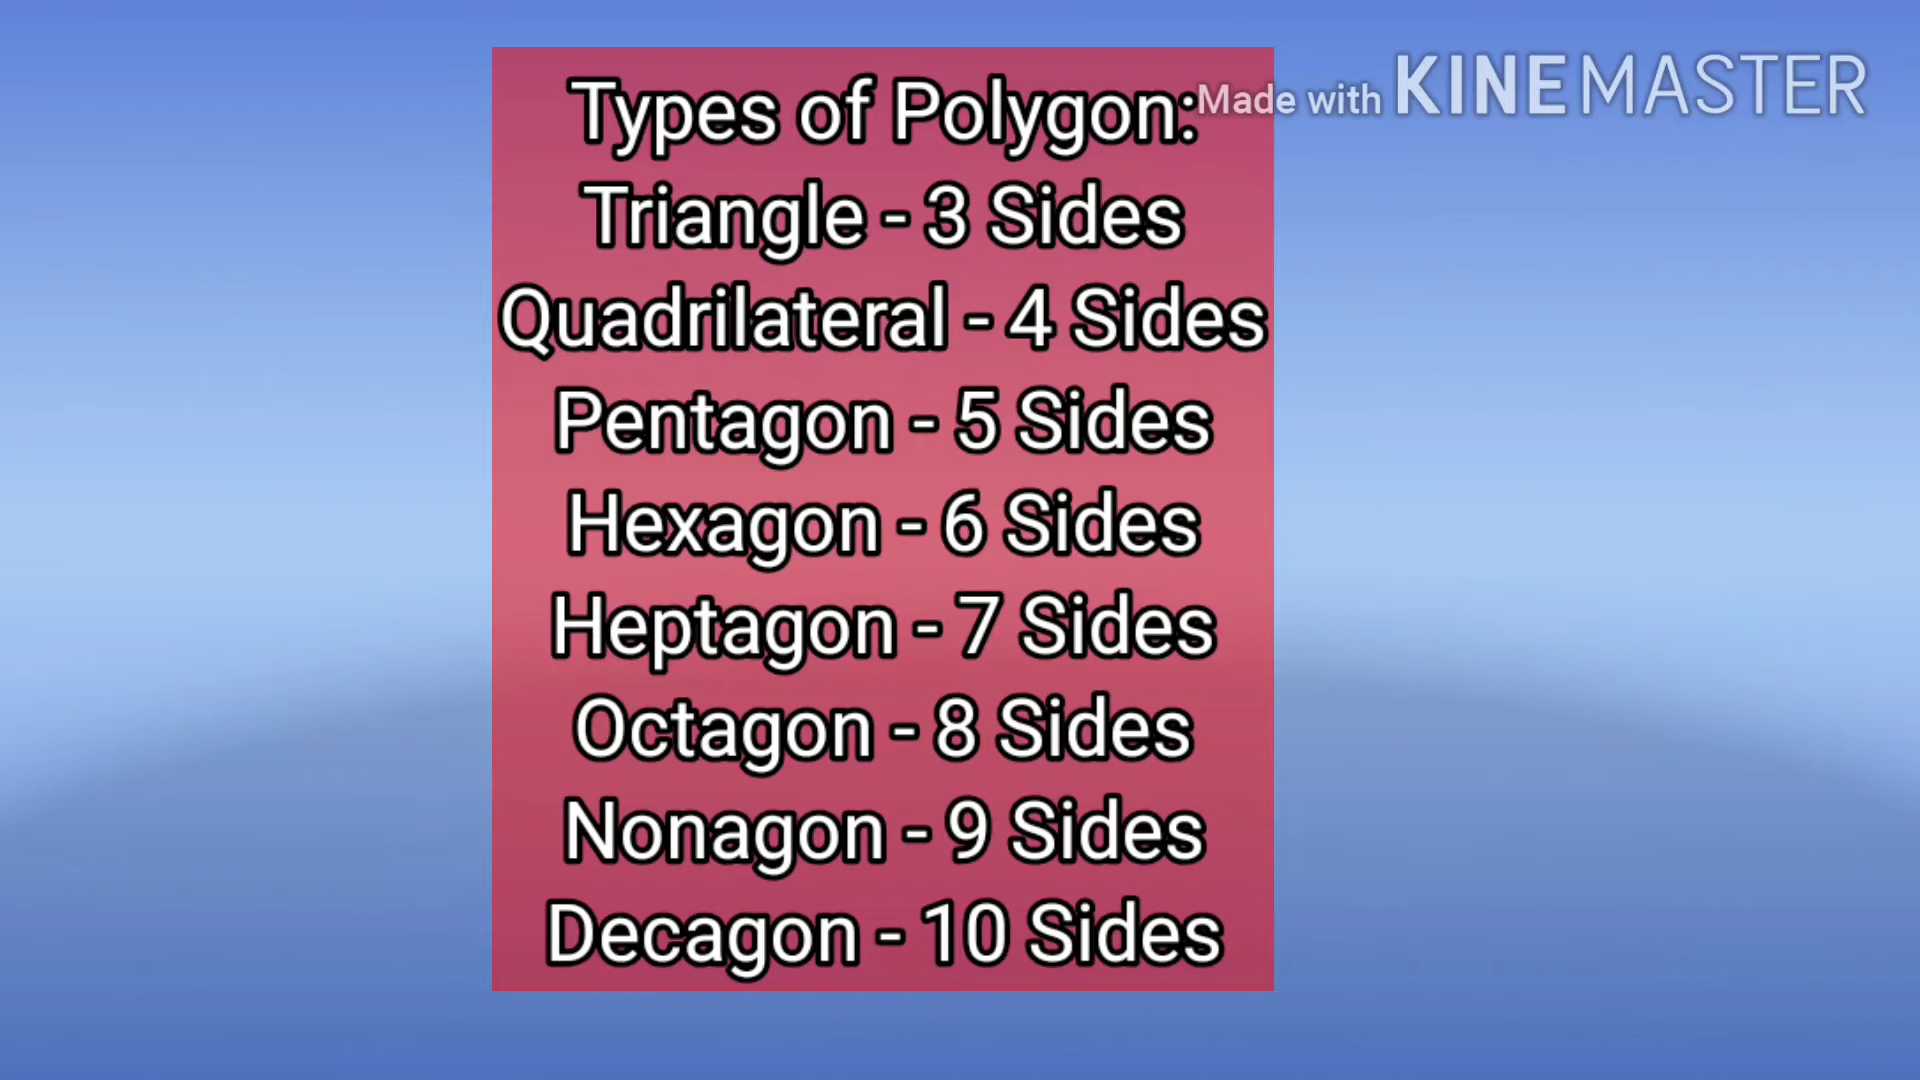 Types of Polygon:
Made with KINEMASTER
Triangle - 3 Sides
Quadrilateral - 4 Sides
Pentagon - 5 Sides
Hexagon - 6 Sides
Heptagon - 7 Sides
Octagon - 8 Sides
Nonagon - 9 Sides
Decagon - 10 Sides